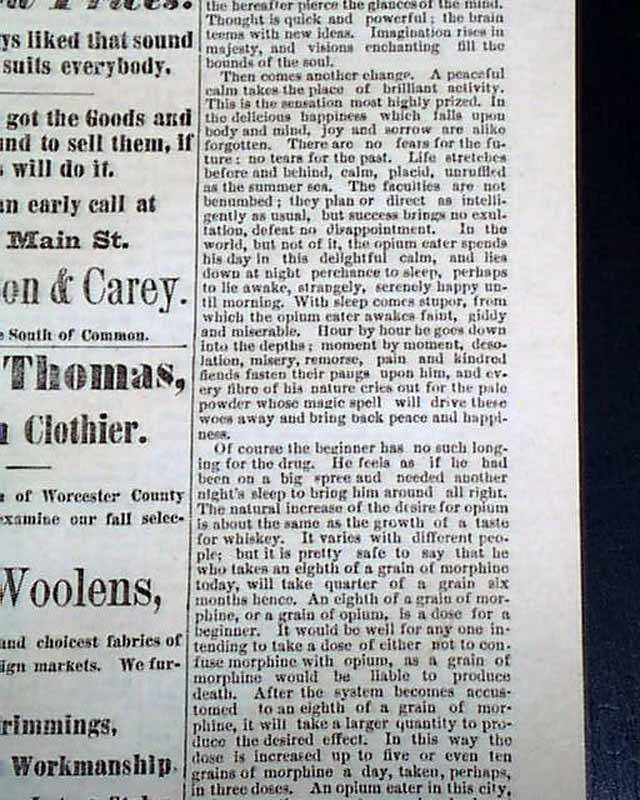 ys liked that sound
suits everybody.
got the Goods and
and to sell them, if
will do it.
an early call at
Main St.
on & Carey.
South of Common.
Thomas,
Clothier.
of Worcester County
examine our fall selec-
Woolens,
and choicest fabrics of
ign markets. We fur-
rimmings,
Workmanship
the hereafter pierce the glances of the mind.
Thought is quick and powerful; the brain
teems with new ideas. Imagination rises in
majesty, and visions enchanting fill the
bounds of the soul.
Then comes another change. A peaceful
calm takes the place of brilliant activity.
This is the sensation most highly prized. In
the delicious happiness which falls upon
body and mind, joy and sorrow are alike
forgotten. There are no fears for the fu-
ture: no tears for the past. Life stretches
before and behind, calm, placid, unruffled
as the summer sea. The faculties are not
benumbed; they plan or direct as intelli-
gently as usual, but success brings no exul-
tation, defeat no disappointment. In the
world, but not of it, the opium eater spends
his day in this delightful calm, and lies
down at night perchance to sleep, perhaps
to lie awake, strangely, serenely happy un-
til morning. With sleep comes stupor, from
which the opium eater awakes faint, giddy
and miserable. Hour by hour he goes down
into the depths; moment by moment, deso-
lation, misery, remorse, pain and kindred
fiends fasten their pangs upon him, and ev-
ery fibre of his nature cries out for the pale
powder whose magic spell will drive these
woes away and bring back peace and happi-
ness.
Of course the beginner has no such long-
ing for the drug. He feels as if he had
been on a big spree and needed another
night's sleep to bring him around all right.
The natural increase of the desire for opium
is about the same as the growth of a taste
for whiskey. It varies with different peo-
ple; but it is pretty safe to say that he
who takes an eighth of a grain of morphine
today, will take quarter of a grain six
months hence. An eighth of a grain of mor-
phine, or a grain of opium, is a dose for a
beginner. It would be well for any one in-
tending to take a dose of either not to con-
fuse morphine with opium, as a grain of
morphine would be liable to produce
death. After the system becomes accus-
tomed to an eighth of a grain of mor-
phine, it will take a larger quantity to pro-
duce the desired effect. In this way the
dose is increased up to five or even ten
grains of morphine a day, taken, perhaps,
in three doses. An opium eater in this city,